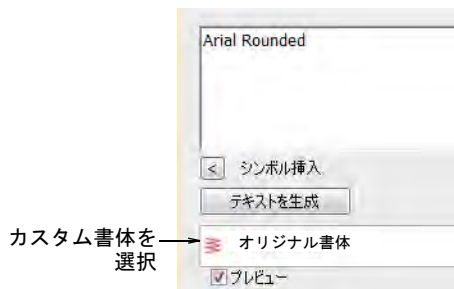 Arial Rounded
< シンボル挿入
テキストを生成
カスタム書体を
選択
オリジナル書体
プレビュー